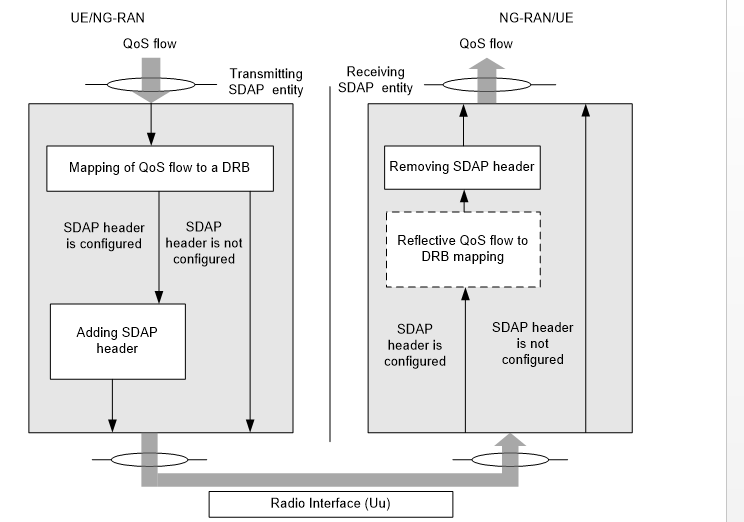 UE/NG-RAN
NG-RAN/UE
QoS flow
QoS flow
Transmitting
SDAP entity
Receiving
SDAP entity
Mapping of QoS flow to a DRB
Removing SDAP header
SDAP header
is configured
SDAP
header is not
configured
Reflective QoS flow to
DRB mapping
Adding SDAP
header
SDAP
header is
configured
SDAP header
is not
configured
Radio Interface (Uu)